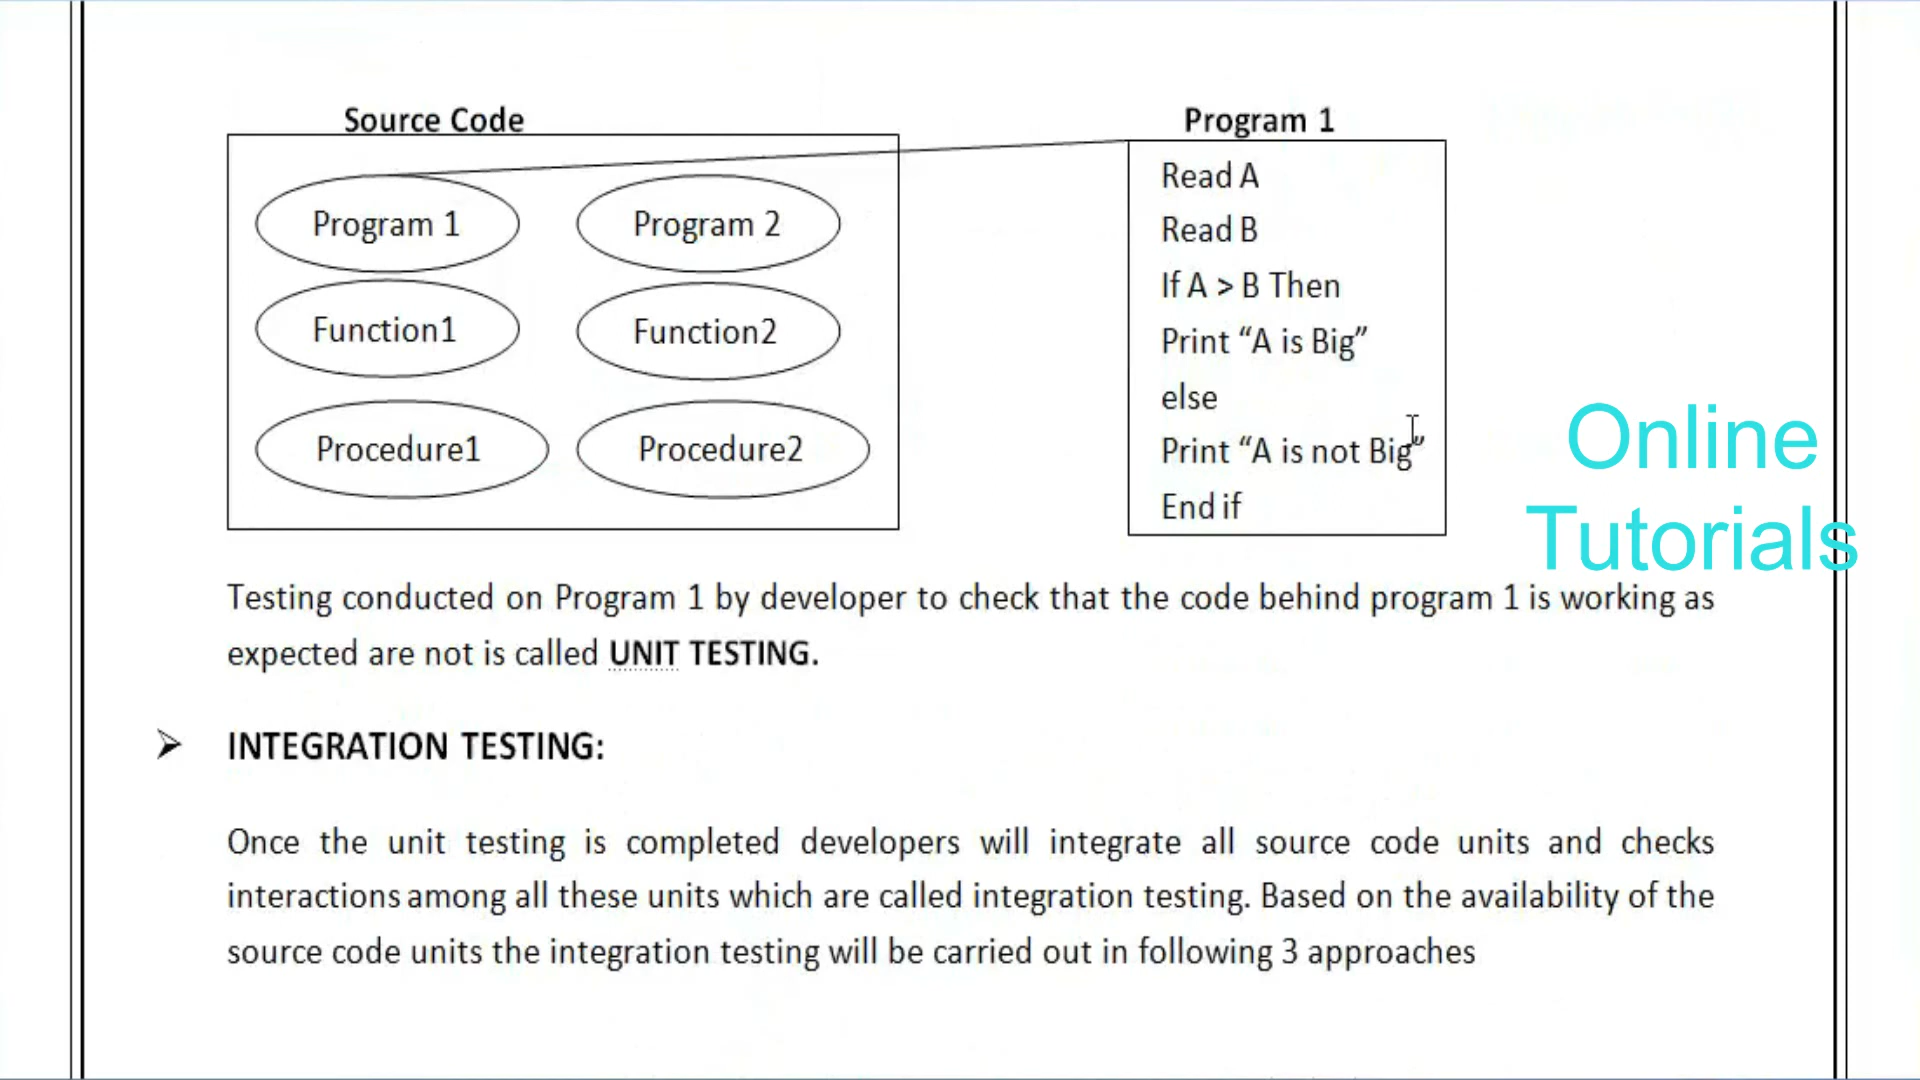 Source Code
Program 1
Program 1
Program 2
Function1
Function2
Procedure1
Procedure2
Read A
Read B
If A > B Then
Print “A is Big”
else
Print “A is not Big”
End if
Online
Tutorials
Testing conducted on Program 1 by developer to check that the code behind program 1 is working as
expected are not is called UNIT TESTING.
➢ INTEGRATION TESTING:
Once the unit testing is completed developers will integrate all source code units and checks
interactions among all these units which are called integration testing. Based on the availability of the
source code units the integration testing will be carried out in following 3 approaches